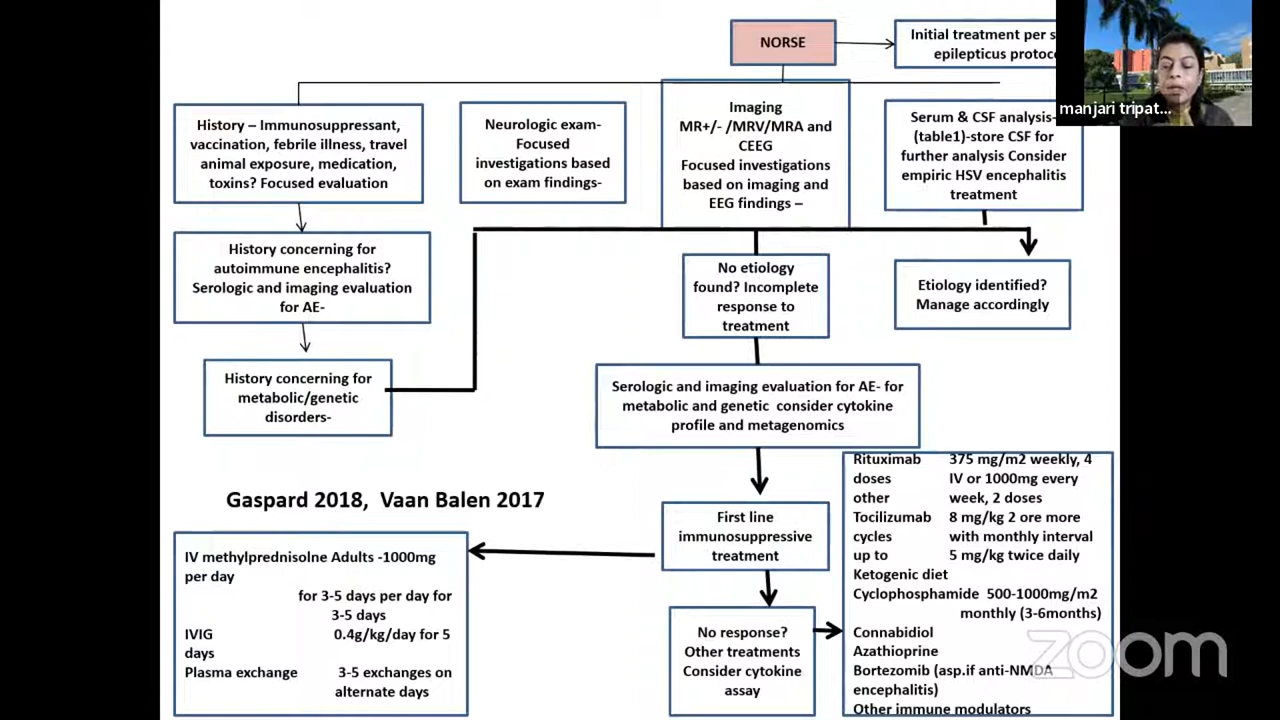 NORSE
Initial treatment per s
epilepticus protoc
manjari tripat...
History – Immunosuppressant,
vaccination, febrile illness, travel
animal exposure, medication,
toxins? Focused evaluation
Neurologic exam-
Focused
investigations based
on exam findings-
Imaging
MR+/- /MRV/MRA and
CEEG
Focused investigations
based on imaging and
EEG findings –
Serum & CSF analysis-
(table1)-store CSF for
further analysis Consider
empiric HSV encephalitis
treatment
History concerning for
autoimmune encephalitis?
Serologic and imaging evaluation
for AE-
No etiology
found? Incomplete
response to
treatment
Etiology identified?
Manage accordingly
History concerning for
metabolic/genetic
disorders-
Serologic and imaging evaluation for AE- for
metabolic and genetic consider cytokine
profile and metagenomics
Gaspard 2018, Vaan Balen 2017
First line
immunosuppressive
treatment
IV methylprednisolne Adults -1000mg
per day
for 3-5 days per day for
3-5 days
IVIG 0.4g/kg/day for 5
days
Plasma exchange 3-5 exchanges on
alternate days
No response?
Other treatments
Consider cytokine
assay
Rituximab 375 mg/m2 weekly, 4
doses IV or 1000mg every
other week, 2 doses
Tocilizumab 8 mg/kg 2 ore more
cycles with monthly interval
up to 5 mg/kg twice daily
Ketogenic diet
Cyclophosphamide 500-1000mg/m2
monthly (3-6months)
Connabidiol
Azathioprine
Bortezomib (asp.if anti-NMDA
encephalitis)
Other immune modulators
zoom